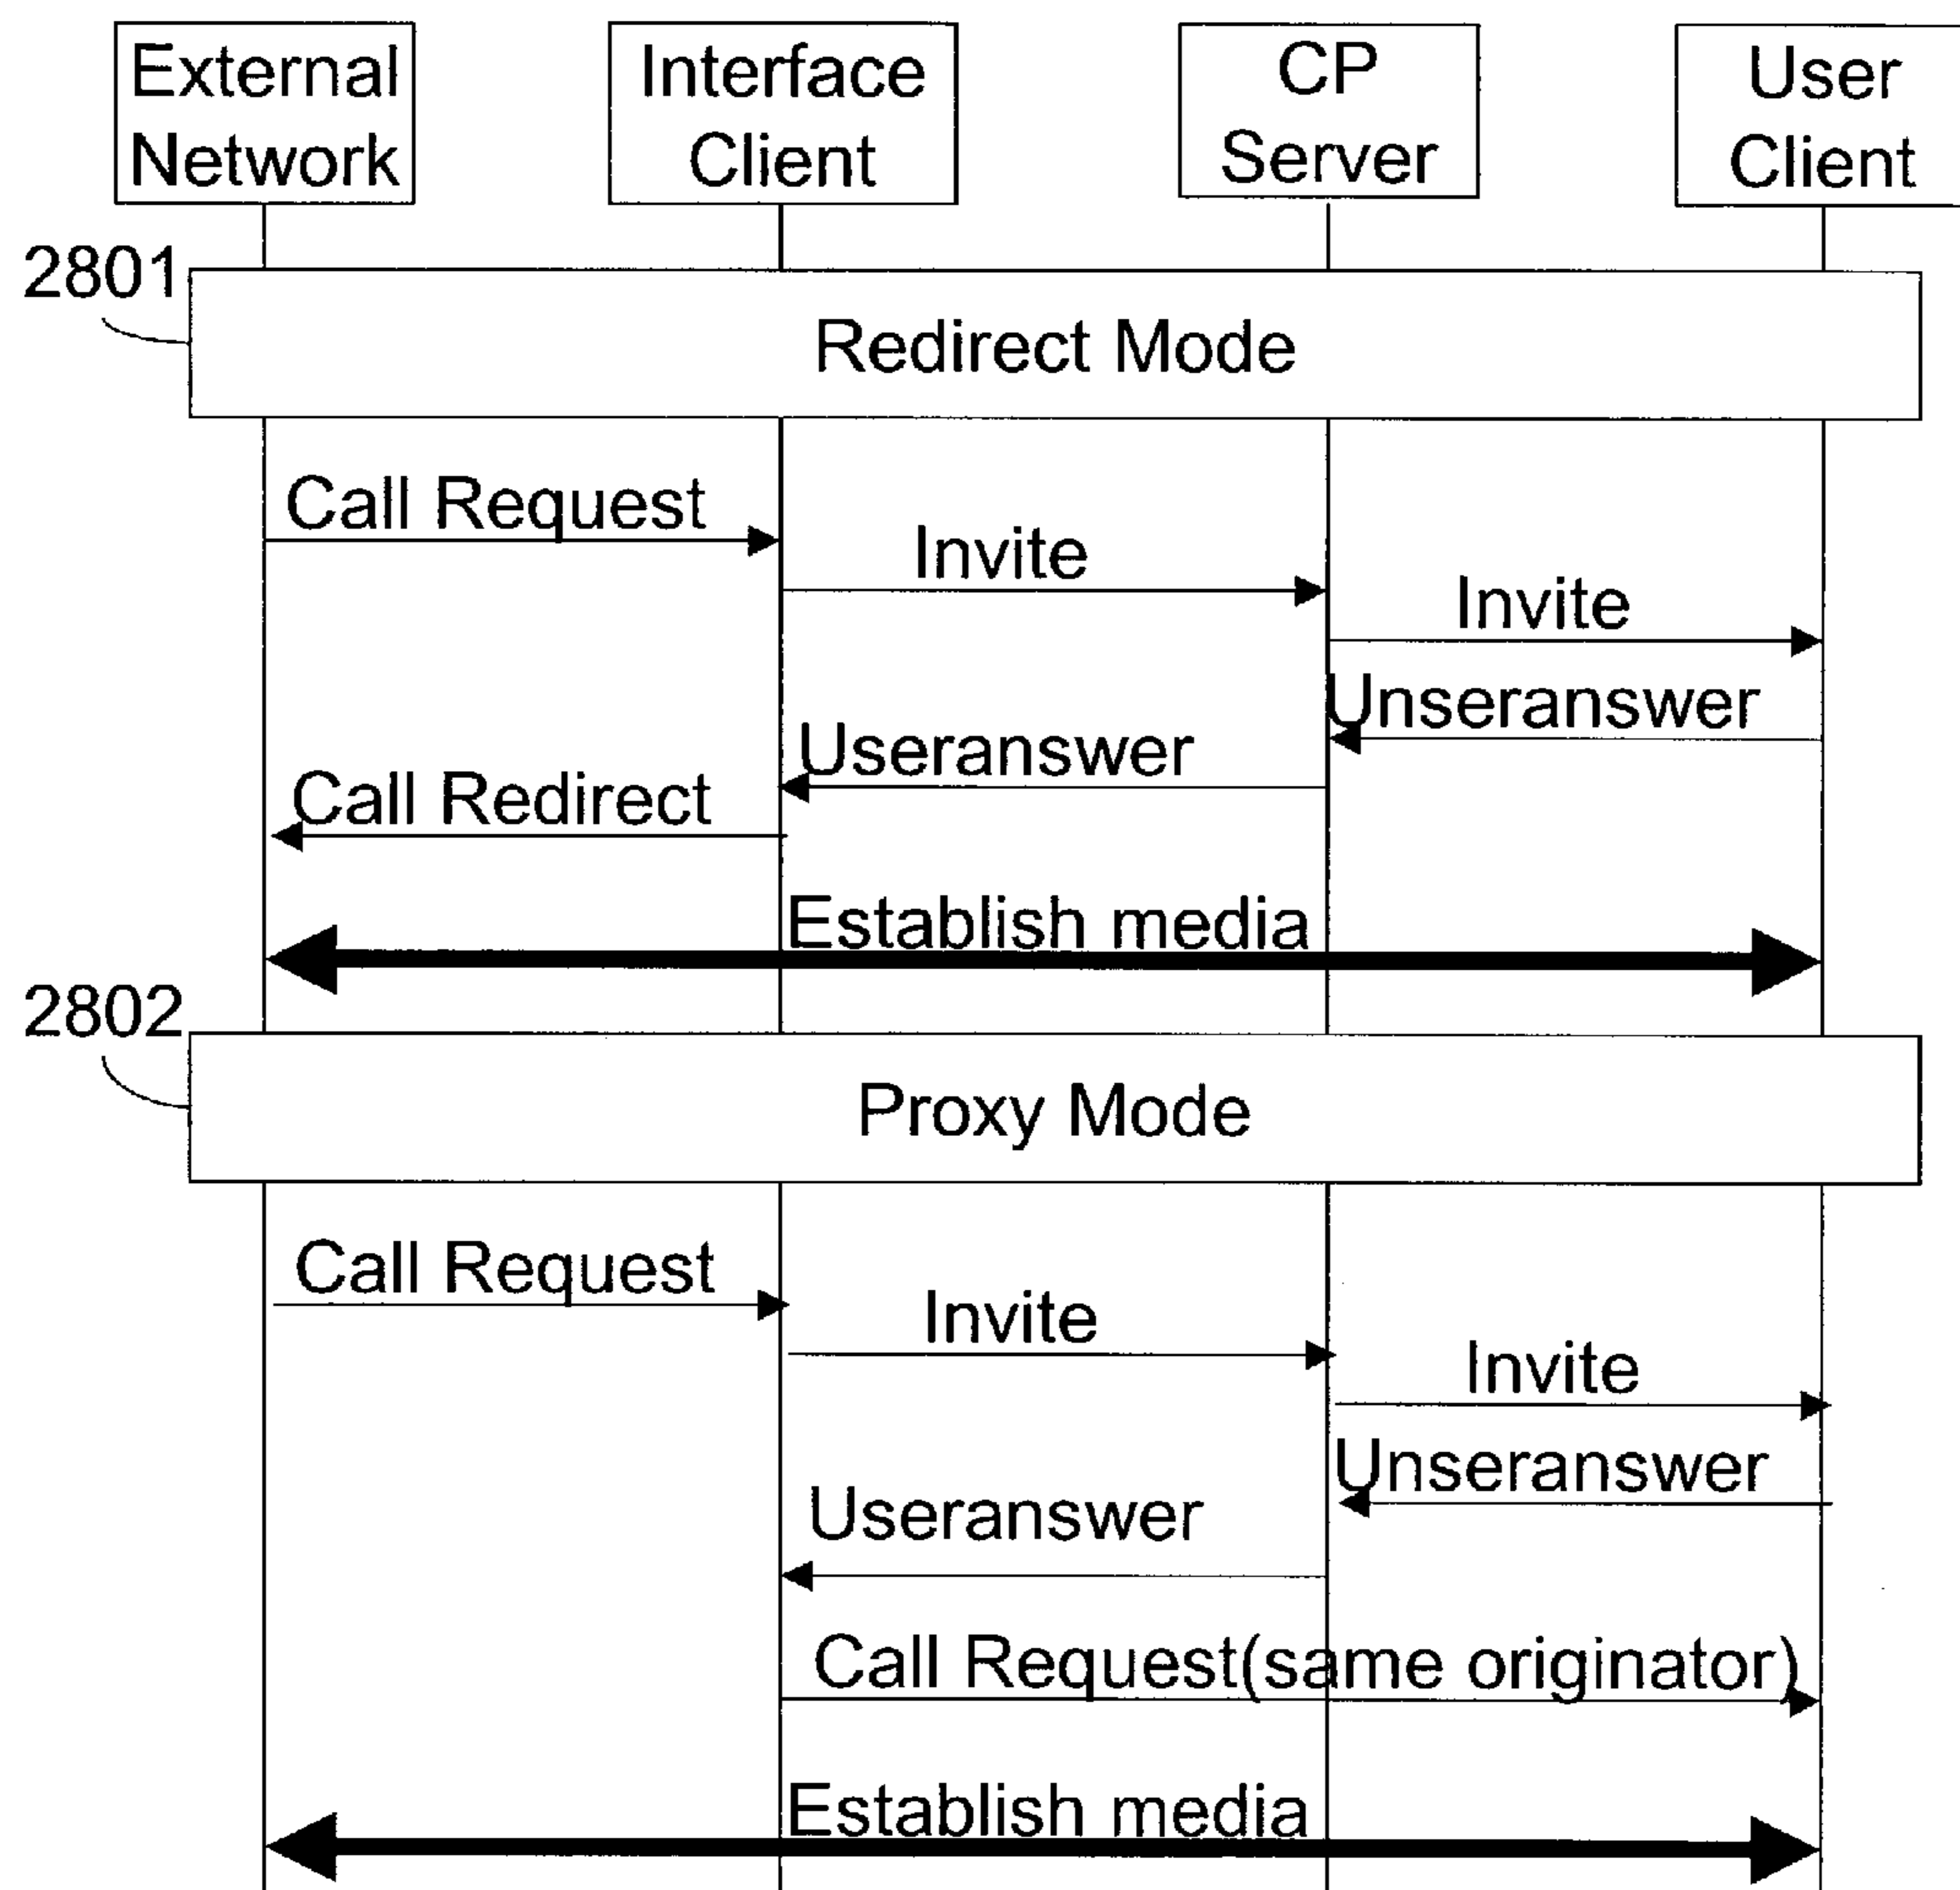 External
Network
Interface
Client
CP
Server
User
Client
2801
Redirect Mode
Call Request
Invite
Invite
Unseranswer
Useranswer
Call Redirect
Establish media
2802
Proxy Mode
Call Request
Invite
Invite
Unseranswer
Useranswer
Call Request(same originator)
Establish media